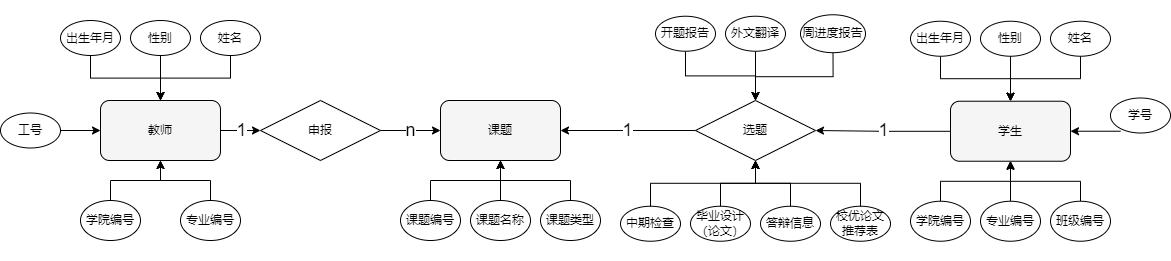 出生年月
性别
姓名
开题报告
外文翻译
周进度报告
出生年月
性别
姓名
工号
教师
1
申报
n
课题
1
选题
1
学生
学号
学院编号
专业编号
课题编号
课题名称
课题类型
中期检查
毕业设计
（论文）
答辩信息
校优论文
推荐表
学院编号
专业编号
班级编号